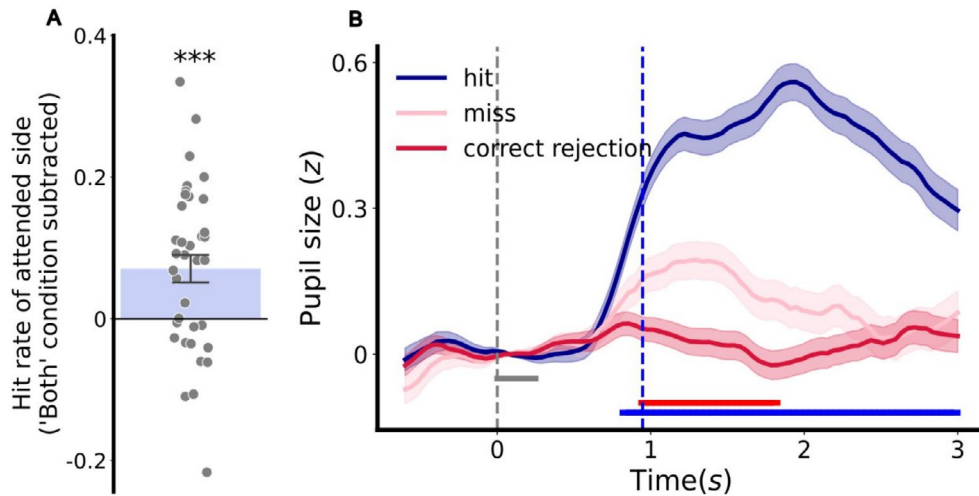 A
Hit rate of attended side
('Both' condition subtracted)
0.4
0.2
0
-0.2
***
B
Pupil size (z)
0.6
0.3
0
hit
miss
correct rejection
0
1
2
3
Time(s)